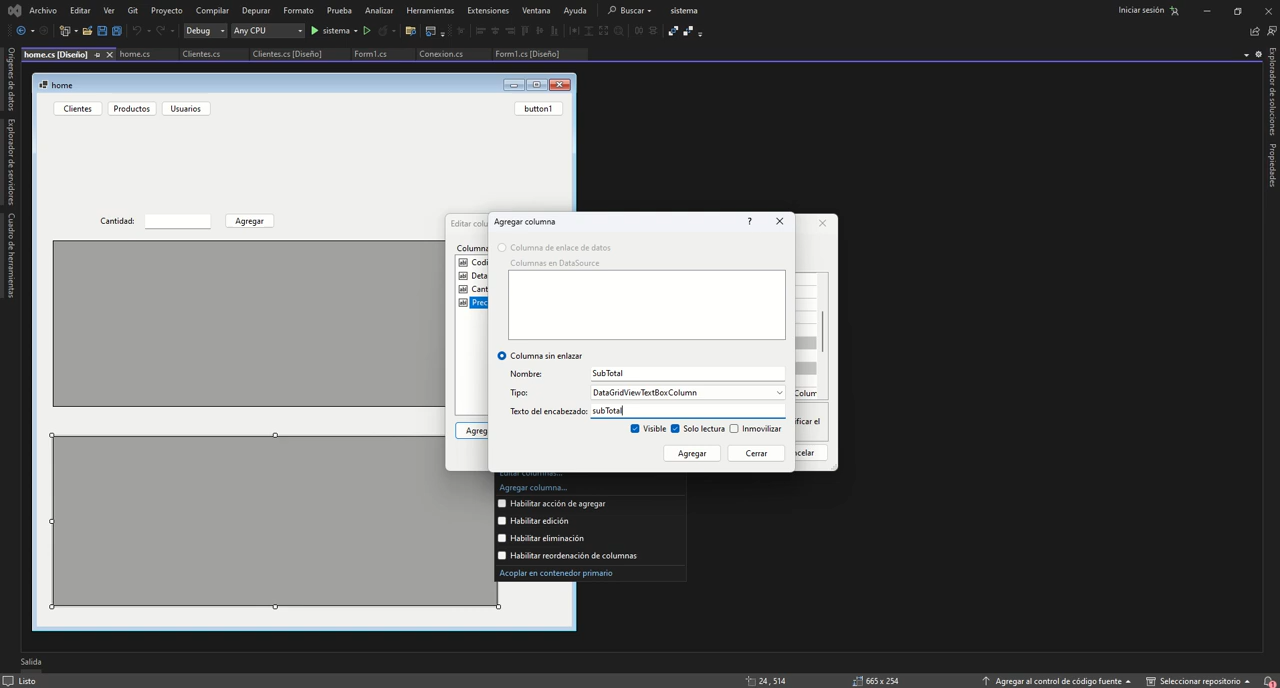 Archivo Editar Ver Git Proyecto Compilar Depurar Formato Prueba Analizar Herramientas Extensiones Ventana Ayuda Buscar sistema Iniciar sesión
Debug Any CPU sistema
home.cs [Diseño] home.cs Clientes.cs Clientes.cs [Diseño] Form1.cs Conexion.cs Form1.cs [Diseño]
Orígenes de datos
Explorador de servidores
Cuadro de herramientas
Explorador de soluciones
Propiedades
home
Clientes Productos Usuarios button1
Cantidad: Agregar
Editar colu
Columna
Codi
Deta
Cant
Prec
Agreg
Colum
ficar el
ncelar
Agregar columna
Columna de enlace de datos
Columnas en DataSource
Columna sin enlazar
Nombre: SubTotal
Tipo: DataGridViewTextBoxColumn
Texto del encabezado: subTotal
Visible Solo lectura Inmovilizar
Agregar Cerrar
Editar columnas...
Agregar columna...
Habilitar acción de agregar
Habilitar edición
Habilitar eliminación
Habilitar reordenación de columnas
Acoplar en contenedor primario
Salida
Listo 24 , 514 665 x 254 Agregar al control de código fuente Seleccionar repositorio